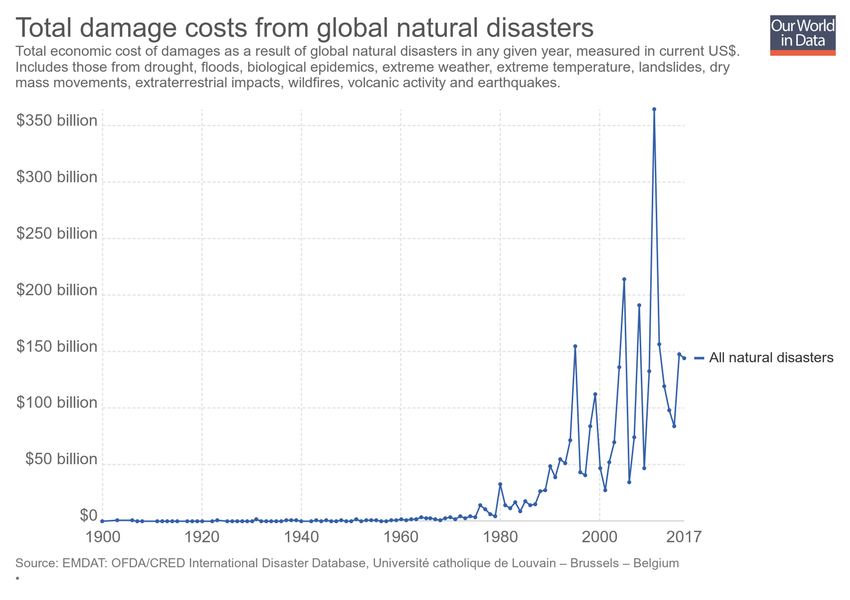 Total damage costs from global natural disasters
Our World
in Data
Total economic cost of damages as a result of global natural disasters in any given year, measured in current US$.
Includes those from drought, floods, biological epidemics, extreme weather, extreme temperature, landslides, dry
mass movements, extraterrestrial impacts, wildfires, volcanic activity and earthquakes.
$350 billion
$300 billion
$250 billion
$200 billion
$150 billion
All natural disasters
$100 billion
$50 billion
$0
1900 1920 1940 1960 1980 2000 2017
Source: EMDAT: OFDA/CRED International Disaster Database, Université catholique de Louvain – Brussels – Belgium
•